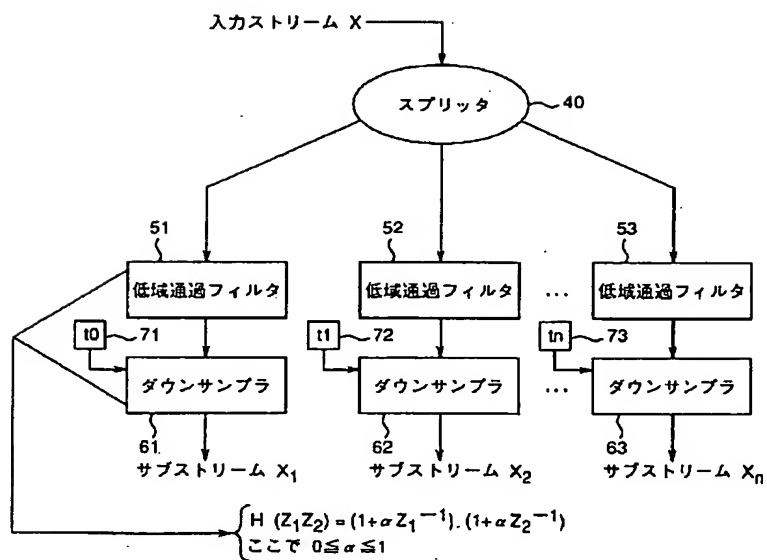 入力ストリーム X
スプリッタ
40
51
52
53
低域通過フィルタ
低域通過フィルタ
...
低域通過フィルタ
t0
71
t1
72
tn
73
ダウンサンプラ
ダウンサンプラ
...
ダウンサンプラ
61
62
63
サブストリーム X₁
サブストリーム X₂
サブストリーム Xn
H (Z₁Z₂) = (1+αZ₁⁻¹). (1+αZ₂⁻¹)
ここで 0≦α≦1